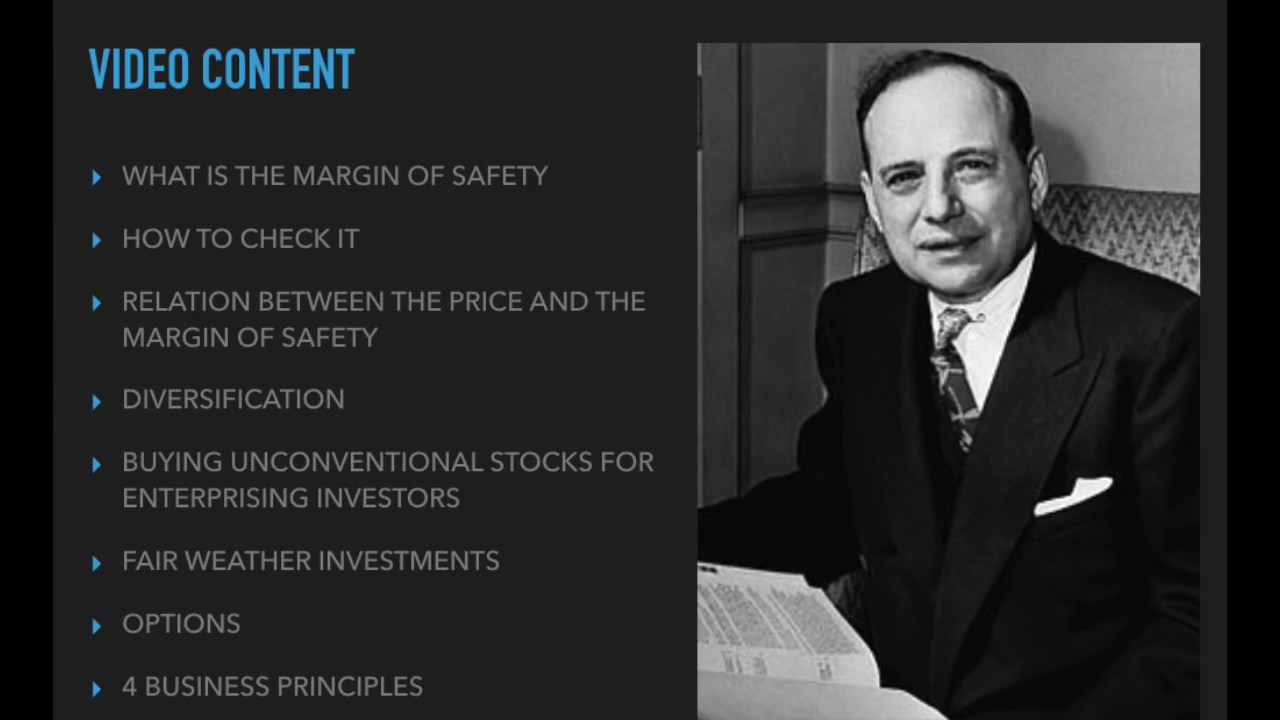 VIDEO CONTENT
WHAT IS THE MARGIN OF SAFETY
HOW TO CHECK IT
RELATION BETWEEN THE PRICE AND THE
MARGIN OF SAFETY
DIVERSIFICATION
BUYING UNCONVENTIONAL STOCKS FOR
ENTERPRISING INVESTORS
FAIR WEATHER INVESTMENTS
OPTIONS
4 BUSINESS PRINCIPLES